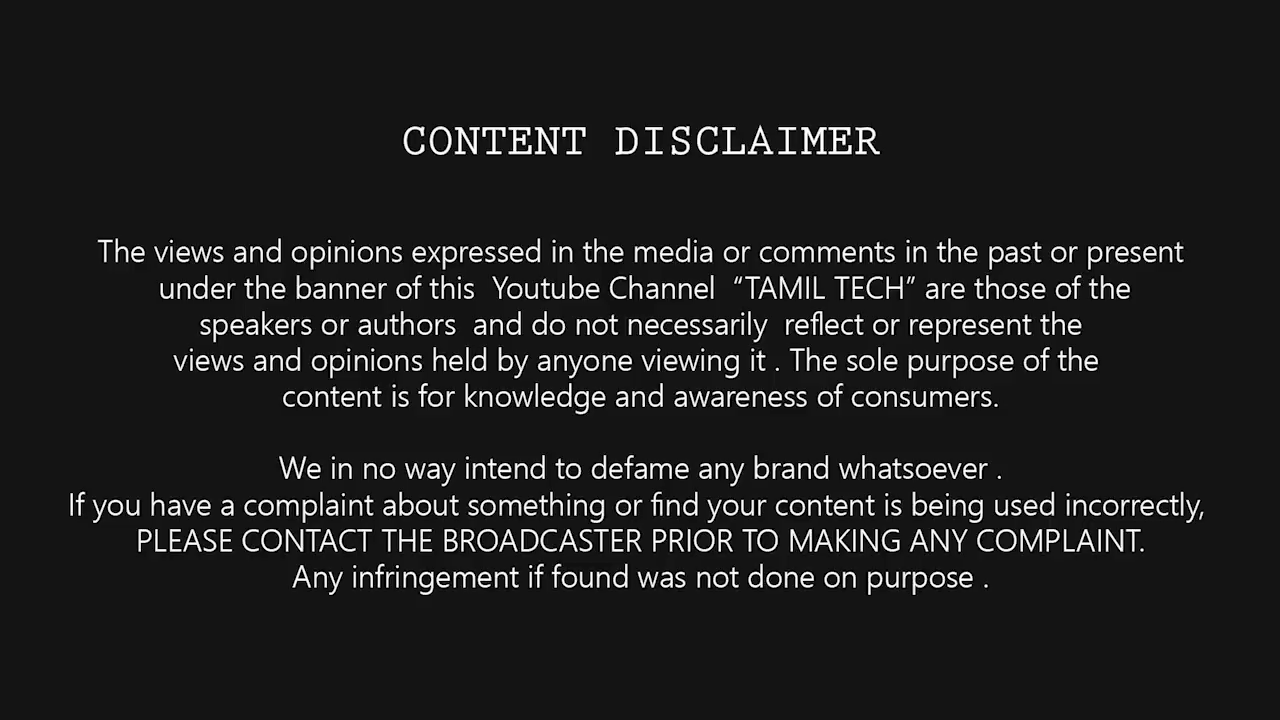 CONTENT DISCLAIMER
The views and opinions expressed in the media or comments in the past or present
under the banner of this  Youtube Channel  “TAMIL TECH” are those of the
speakers or authors  and do not necessarily  reflect or represent the
views and opinions held by anyone viewing it . The sole purpose of the
content is for knowledge and awareness of consumers.
We in no way intend to defame any brand whatsoever .
If you have a complaint about something or find your content is being used incorrectly,
PLEASE CONTACT THE BROADCASTER PRIOR TO MAKING ANY COMPLAINT.
Any infringement if found was not done on purpose .